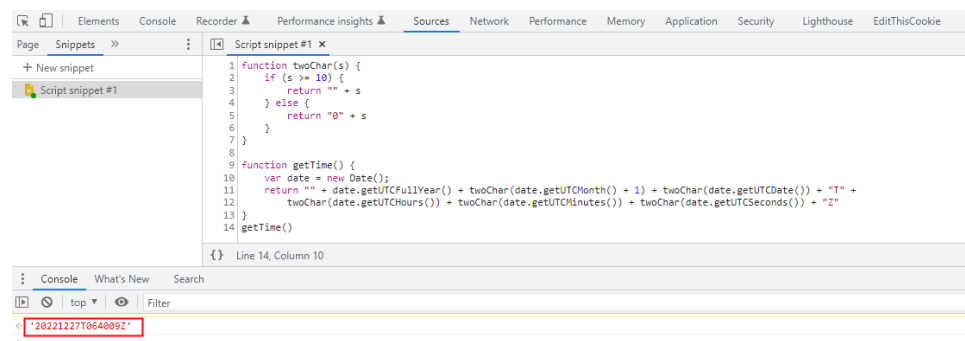 Elements Console Recorder Performance insights Sources Network Performance Memory Application Security Lighthouse EditThisCookie
Page Snippets » Script snippet #1 ×
+ New snippet
Script snippet #1
1 function twoChar(s) {
2     if (s >= 10) {
3         return "" + s
4     } else {
5         return "0" + s
6     }
7 }
8
9 function getTime() {
10     var date = new Date();
11     return "" + date.getUTCFullYear() + twoChar(date.getUTCMonth() + 1) + twoChar(date.getUTCDate()) + "T" +
12         twoChar(date.getUTCHours()) + twoChar(date.getUTCMinutes()) + twoChar(date.getUTCSeconds()) + "Z"
13 }
14 getTime()
{} Line 14, Column 10
Console What's New Search
top ▼ Filter
'20221227T064009Z'